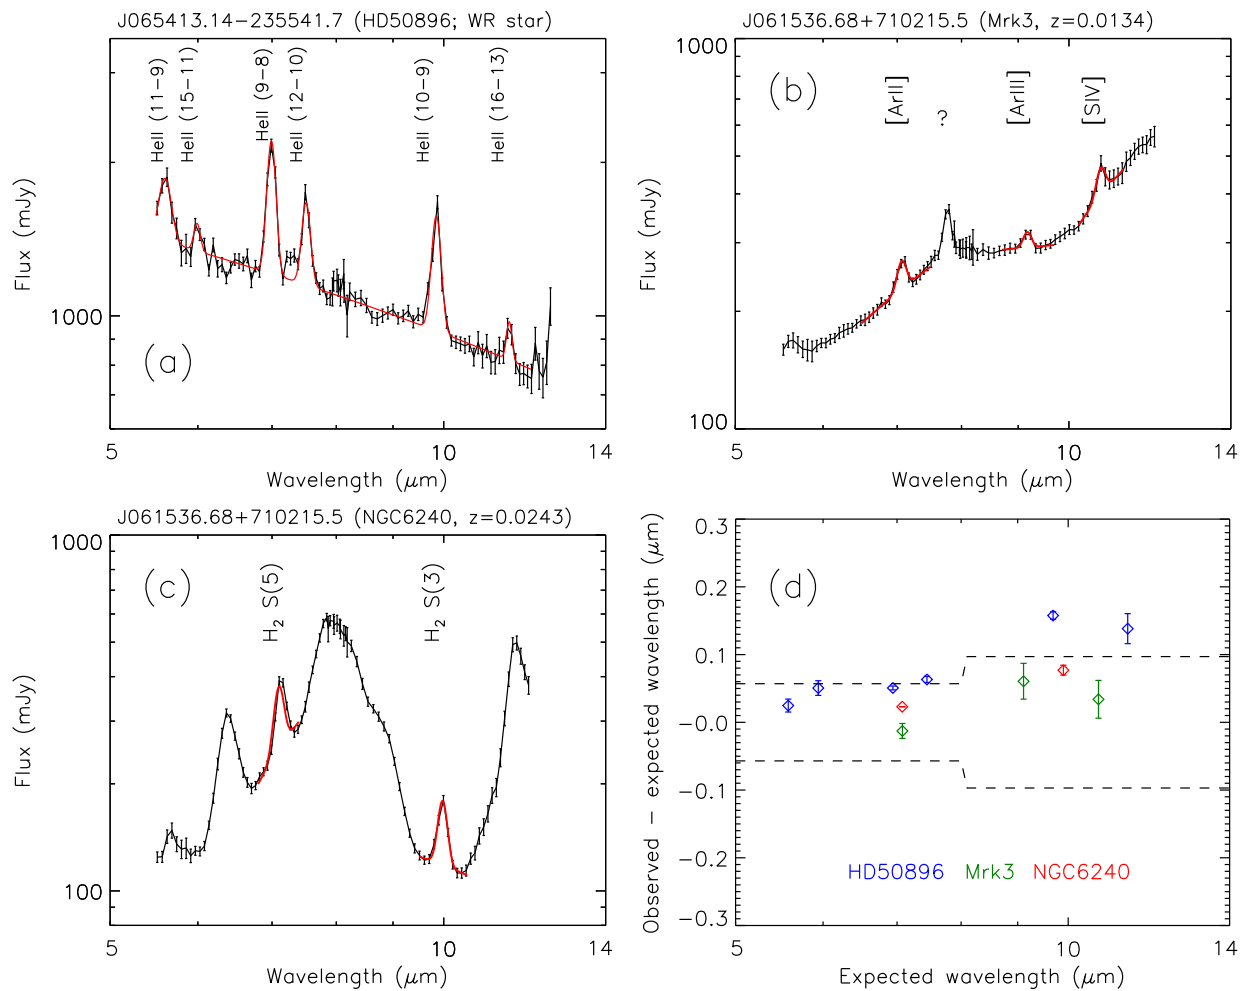 J065413.14−235541.7 (HD50896; WR star)
HeII (11−9)
HeII (15−11)
HeII (9−8)
HeII (12−10)
HeII (10−9)
HeII (16−13)
(a)
1000
Flux (mJy)
5
10
14
Wavelength (μm)
J061536.68+710215.5 (Mrk3, z=0.0134)
1000
(b)
[ArII]
?
[ArIII]
[SIV]
Flux (mJy)
100
5
10
14
Wavelength (μm)
J061536.68+710215.5 (NGC6240, z=0.0243)
1000
(c)
H₂ S(5)
H₂ S(3)
Flux (mJy)
100
5
10
14
Wavelength (μm)
0.3
(d)
0.2
0.1
−0.0
−0.1
−0.2
−0.3
Observed − expected wavelength (μm)
HD50896 Mrk3 NGC6240
5
10
14
Expected wavelength (μm)